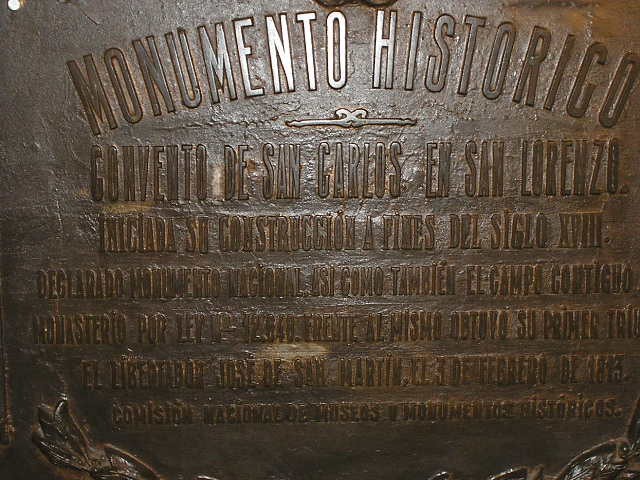 MONUMENTO HISTORICO
CONVENTO DE SAN CARLOS EN SAN LORENZO.
INICIADA SU CONSTRUCCIÓN A FINES DEL SIGLO XVIII.
DECLARADO MONUMENTO NACIONAL ASI COMO TAMBIÉN EL CAMPO CONTIGUO
MONASTERIO POR LEY Nº 12.648. FRENTE AL MISMO OBTUVO SU PRIMER
EL LIBERTADOR JOSÉ DE SAN MARTÍN, EL 3 DE FEBRERO DE 1813.
COMISIÓN NACIONAL DE MUSEOS Y MONUMENTOS HISTÓRICOS.